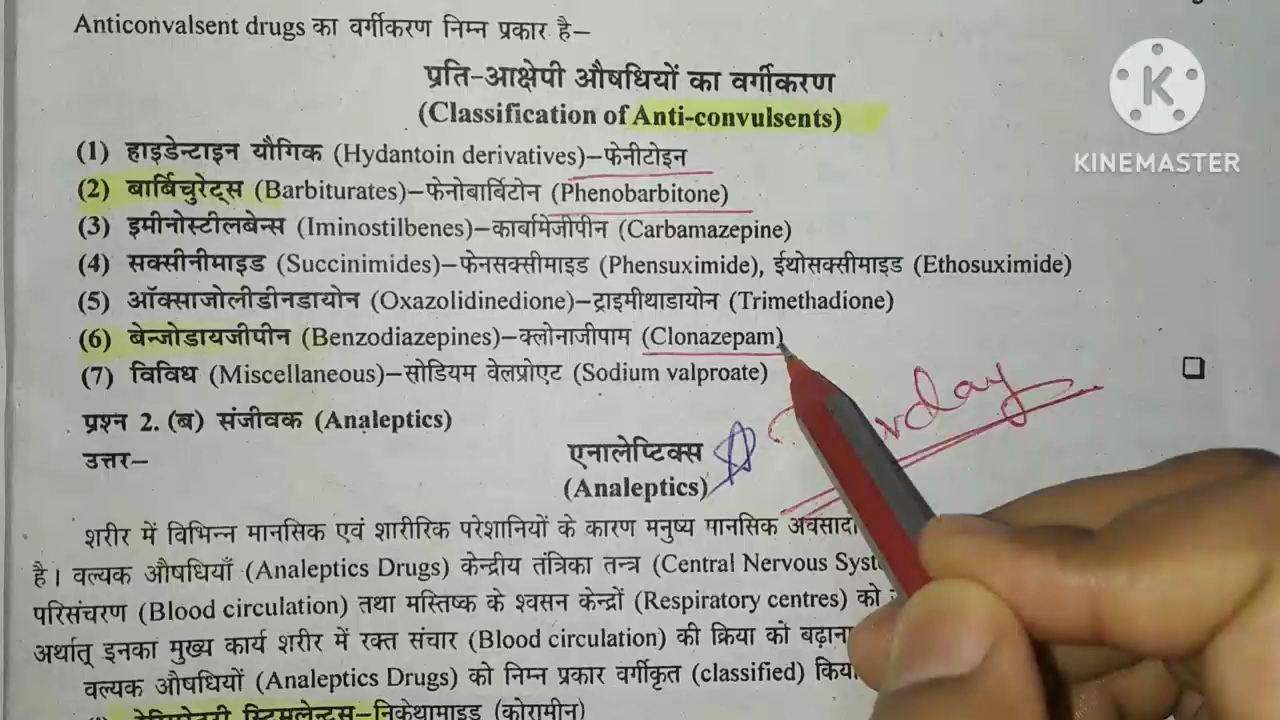 Anticonvalsent drugs का वर्गीकरण निम्न प्रकार है–
K
KINEMASTER
प्रति-आक्षेपी औषधियों का वर्गीकरण
(Classification of Anti-convulsents)
(1) हाइडेन्टाइन यौगिक (Hydantoin derivatives)–फेनीटोइन
(2) बार्बिचुरेट्स (Barbiturates)–फेनोबार्बिटोन (Phenobarbitone)
(3) इमीनोस्टीलबेन्स (Iminostilbenes)–कार्बामेजीपीन (Carbamazepine)
(4) सक्सीनीमाइड (Succinimides)–फेनसक्सीमाइड (Phensuximide), ईथोसक्सीमाइड (Ethosuximide)
(5) ऑक्साजोलीडीनडायोन (Oxazolidinedione)–ट्राइमीथाडायोन (Trimethadione)
(6) बेन्जोडायजीपीन (Benzodiazepines)–क्लोनाजीपाम (Clonazepam)
(7) विविध (Miscellaneous)–सोडियम वेलप्रोएट (Sodium valproate)
प्रश्न 2. (ब) संजीवक (Analeptics)
उत्तर–
एनालेप्टिक्स
(Analeptics)
शरीर में विभिन्न मानसिक एवं शारीरिक परेशानियों के कारण मनुष्य मानसिक
है। वल्यक औषधियाँ (Analeptics Drugs) केन्द्रीय तंत्रिका तन्त्र (Central Nervous
परिसंचरण (Blood circulation) तथा मस्तिष्क के श्वसन केन्द्रों (Respiratory centres) को
अर्थात् इनका मुख्य कार्य शरीर में रक्त संचार (Blood circulation) की क्रिया को
वल्यक औषधियों (Analeptics Drugs) को निम्न प्रकार वर्गीकृत (classified)
निकेथामाइड (कोरामीन)